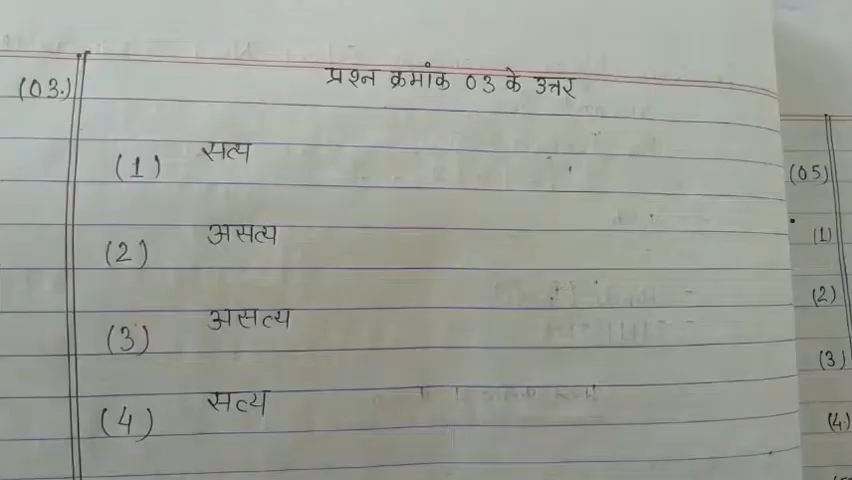 (03.) प्रश्न क्रमांक 03 के उत्तर
(1) सत्य
(2) असत्य
(3) असत्य
(4) सत्य
(05)
(1)
(2)
(3)
(4)